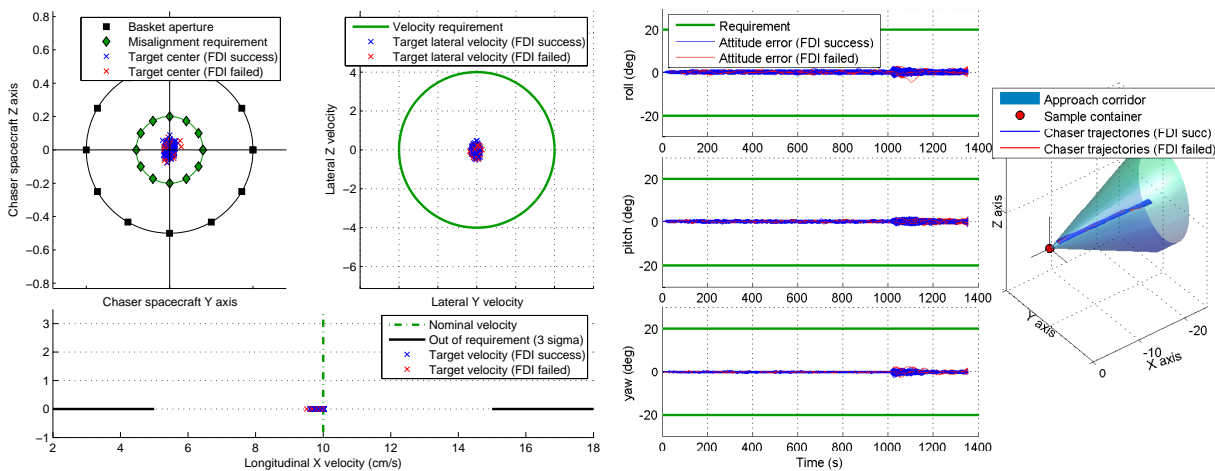 0.8
0.6
0.4
0.2
0
−0.2
−0.4
−0.6
−0.8
Chaser spacecraft Z axis
Basket aperture
Misalignment requirement
Target center (FDI success)
Target center (FDI failed)
Chaser spacecraft Y axis
Velocity requirement
Target lateral velocity (FDI success)
Target lateral velocity (FDI failed)
4
2
0
−2
−4
−6
Lateral Z velocity
Lateral Y velocity
3
2
1
0
−1
Nominal velocity
Out of requirement (3 sigma)
Target velocity (FDI success)
Target velocity (FDI failed)
2 4 6 8 10 12 14 16 18
Longitudinal X velocity (cm/s)
Requirement
Attitude error (FDI success)
Attitude error (FDI failed)
20
0
-20
roll (deg)
0 200 400 600 800 1000 1200 1400
20
0
-20
pitch (deg)
0 200 400 600 800 1000 1200 1400
20
0
-20
yaw (deg)
0 200 400 600 800 1000 1200 1400
Time (s)
Approach corridor
Sample container
Chaser trajectories (FDI succ)
Chaser trajectories (FDI failed)
Z axis
Y axis
X axis
0
-10
-20